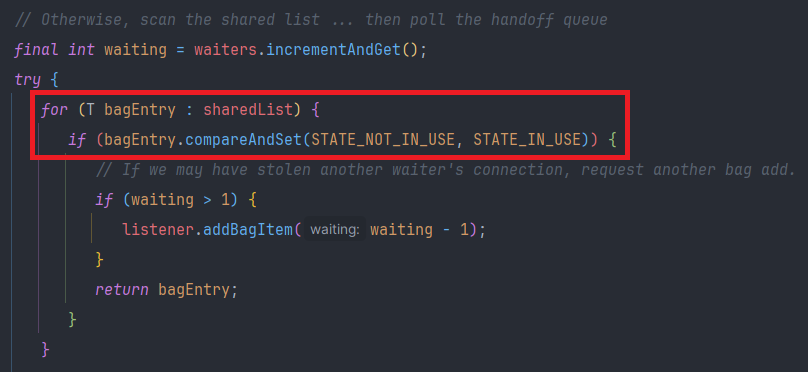 // Otherwise, scan the shared list ... then poll the handoff queue
final int waiting = waiters.incrementAndGet();
try {
for (T bagEntry : sharedList) {
if (bagEntry.compareAndSet(STATE_NOT_IN_USE, STATE_IN_USE)) {
// If we may have stolen another waiter's connection, request another bag add.
if (waiting > 1) {
listener.addBagItem( waiting: waiting - 1);
}
return bagEntry;
}
}